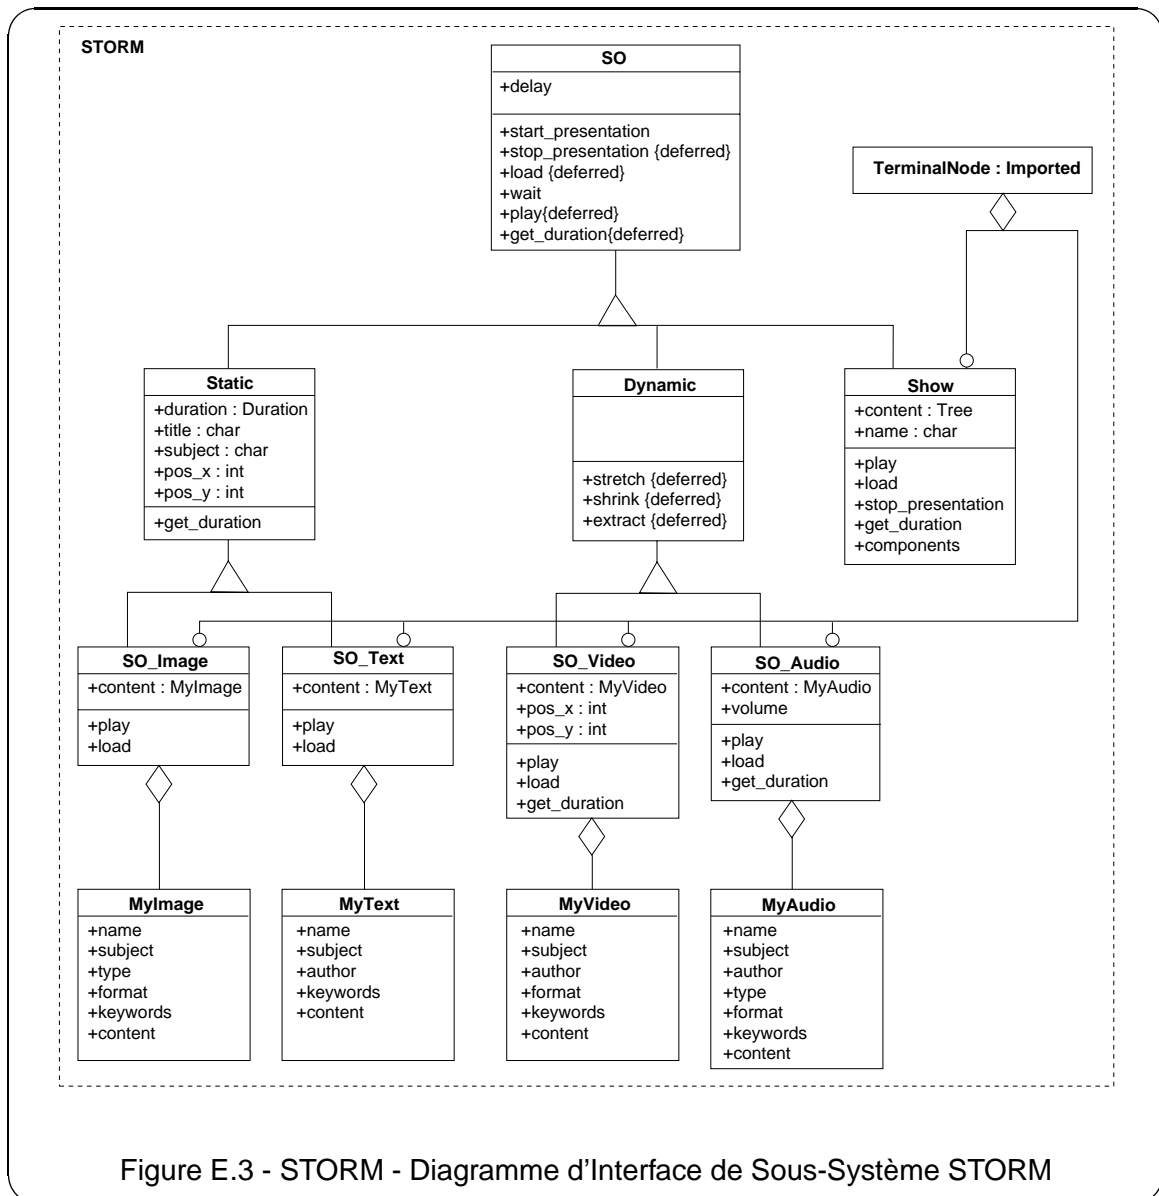 STORM
SO
+delay
+start_presentation
+stop_presentation {deferred}
+load {deferred}
+wait
+play{deferred}
+get_duration{deferred}
TerminalNode : Imported
Static
+duration : Duration
+title : char
+subject : char
+pos_x : int
+pos_y : int
+get_duration
Dynamic
+stretch {deferred}
+shrink {deferred}
+extract {deferred}
Show
+content : Tree
+name : char
+play
+load
+stop_presentation
+get_duration
+components
SO_Image
+content : MyImage
+play
+load
SO_Text
+content : MyText
+play
+load
SO_Video
+content : MyVideo
+pos_x : int
+pos_y : int
+play
+load
+get_duration
SO_Audio
+content : MyAudio
+volume
+play
+load
+get_duration
MyImage
+name
+subject
+type
+format
+keywords
+content
MyText
+name
+subject
+author
+keywords
+content
MyVideo
+name
+subject
+author
+format
+keywords
+content
MyAudio
+name
+subject
+author
+type
+format
+keywords
+content
Figure E.3 - STORM - Diagramme d'Interface de Sous-Système STORM